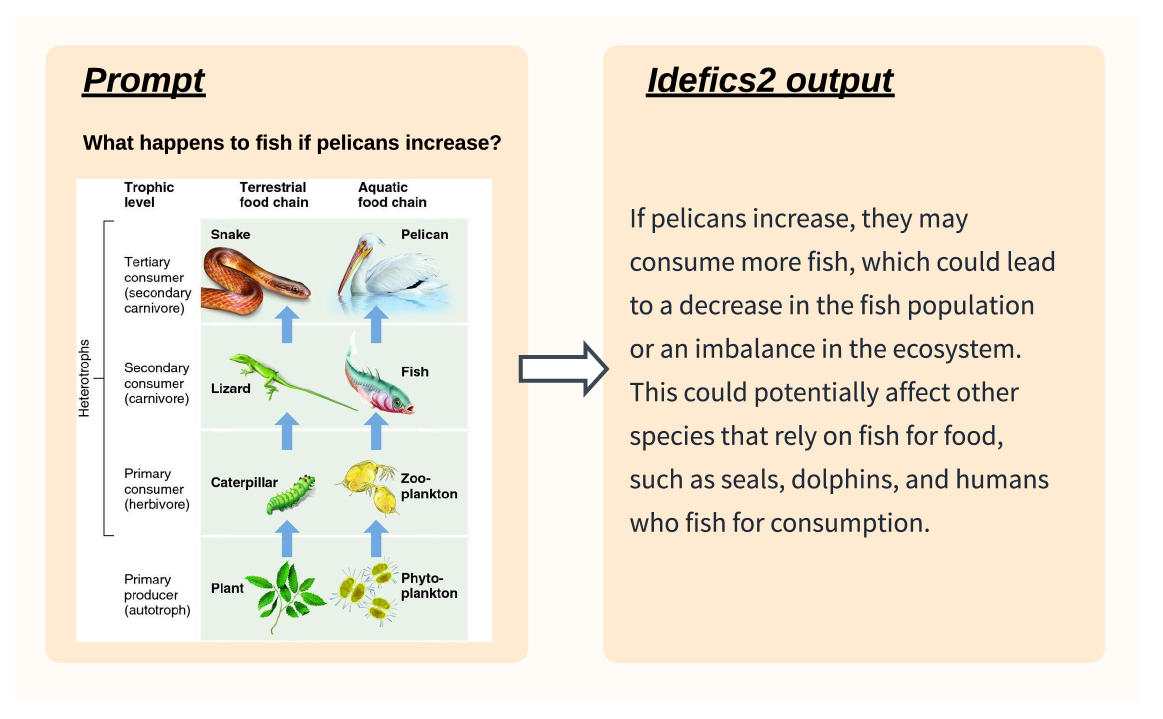 Prompt
What happens to fish if pelicans increase?
Trophic
level
Terrestrial
food chain
Aquatic
food chain
Heterotrophs
Tertiary
consumer
(secondary
carnivore)
Snake
Pelican
Secondary
consumer
(carnivore)
Lizard
Fish
Primary
consumer
(herbivore)
Caterpillar
Zoo-
plankton
Primary
producer
(autotroph)
Plant
Phyto-
plankton
Idefics2 output
If pelicans increase, they may
consume more fish, which could lead
to a decrease in the fish population
or an imbalance in the ecosystem.
This could potentially affect other
species that rely on fish for food,
such as seals, dolphins, and humans
who fish for consumption.